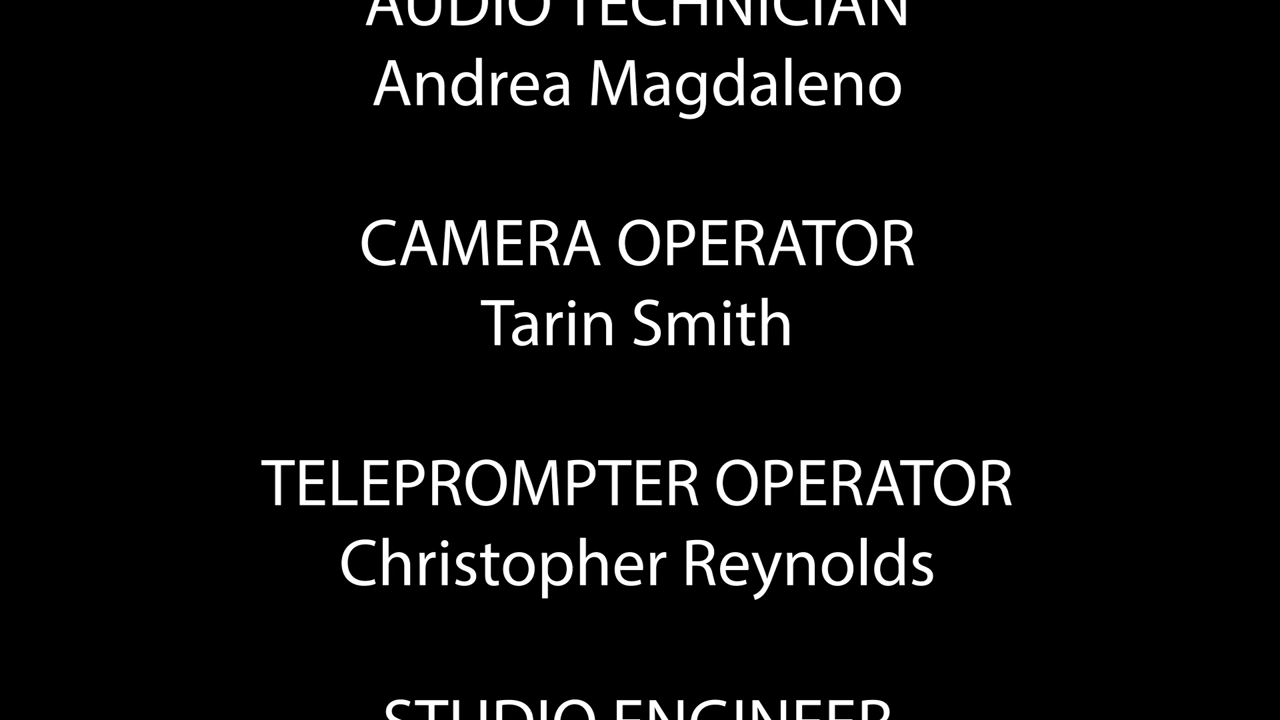 AUDIO TECHNICIAN
Andrea Magdaleno
CAMERA OPERATOR
Tarin Smith
TELEPROMPTER OPERATOR
Christopher Reynolds
STUDIO ENGINEER